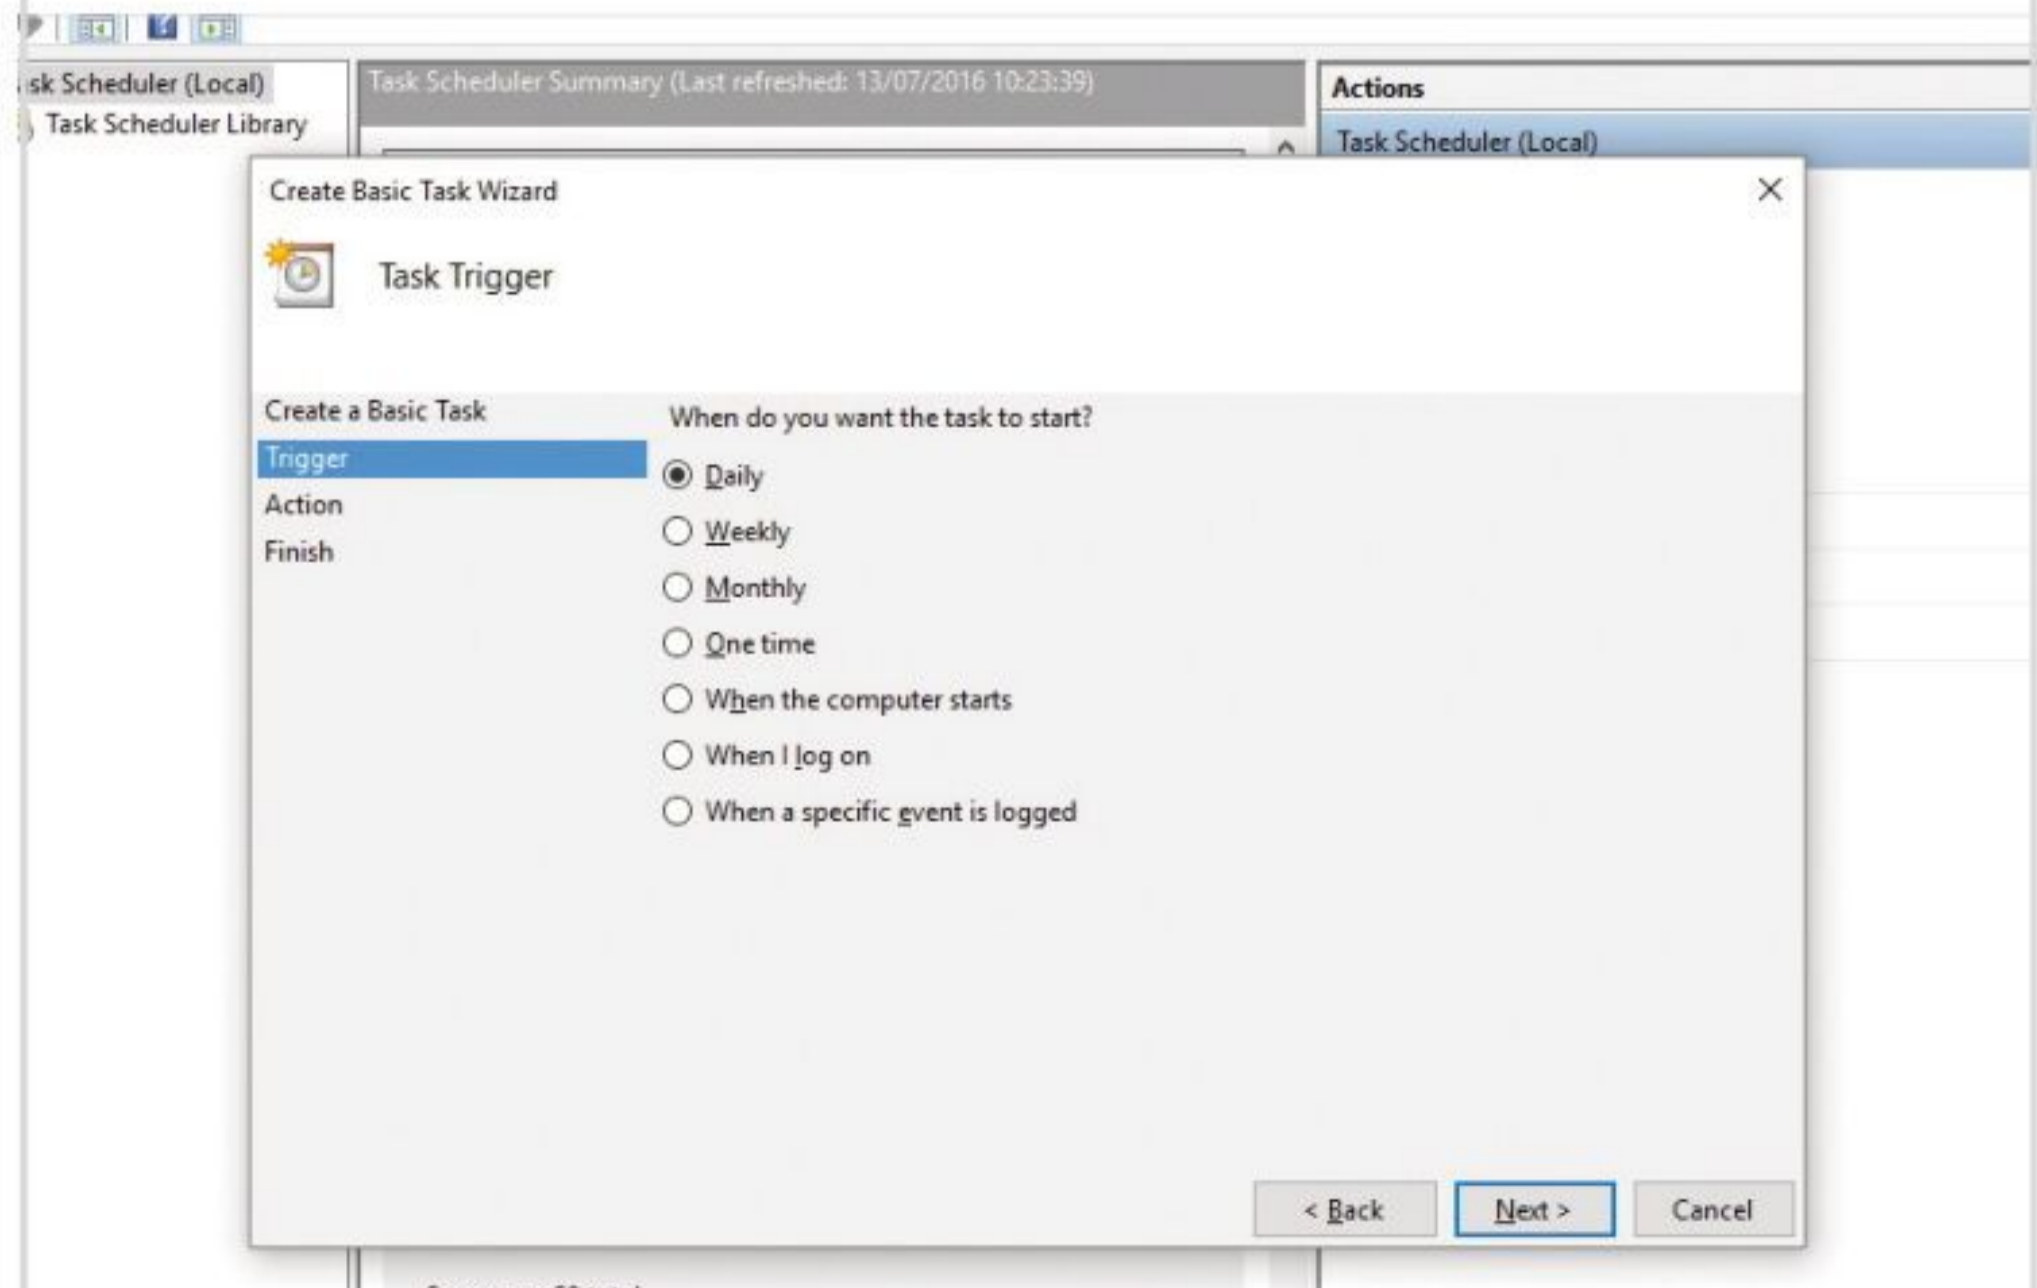 Task Scheduler (Local)
Task Scheduler Library
Task Scheduler Summary (Last refreshed: 13/07/2016 10:23:39)
Actions
Task Scheduler (Local)
Create Basic Task Wizard
Task Trigger
Create a Basic Task
Trigger
Action
Finish
When do you want the task to start?
Daily
Weekly
Monthly
One time
When the computer starts
When I log on
When a specific event is logged
< Back
Next >
Cancel